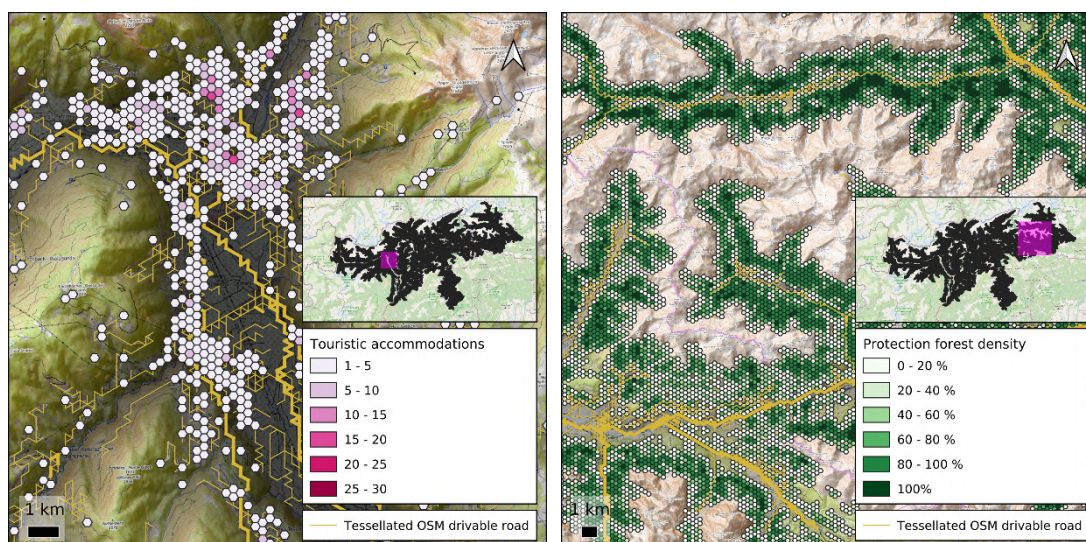 Touristic accommodations
1 - 5
5 - 10
10 - 15
15 - 20
20 - 25
25 - 30
Tessellated OSM drivable road
1 km
Protection forest density
0 - 20 %
20 - 40 %
40 - 60 %
60 - 80 %
80 - 100 %
100%
Tessellated OSM drivable road
1 km